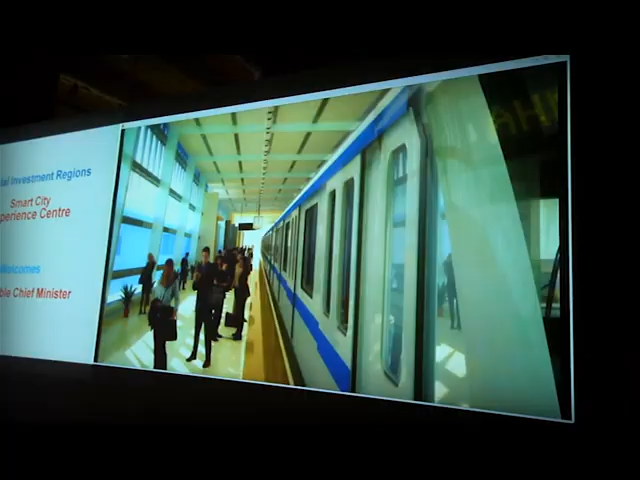 ial Investment Regions
Smart City
perience Centre
Welcomes
ble Chief Minister